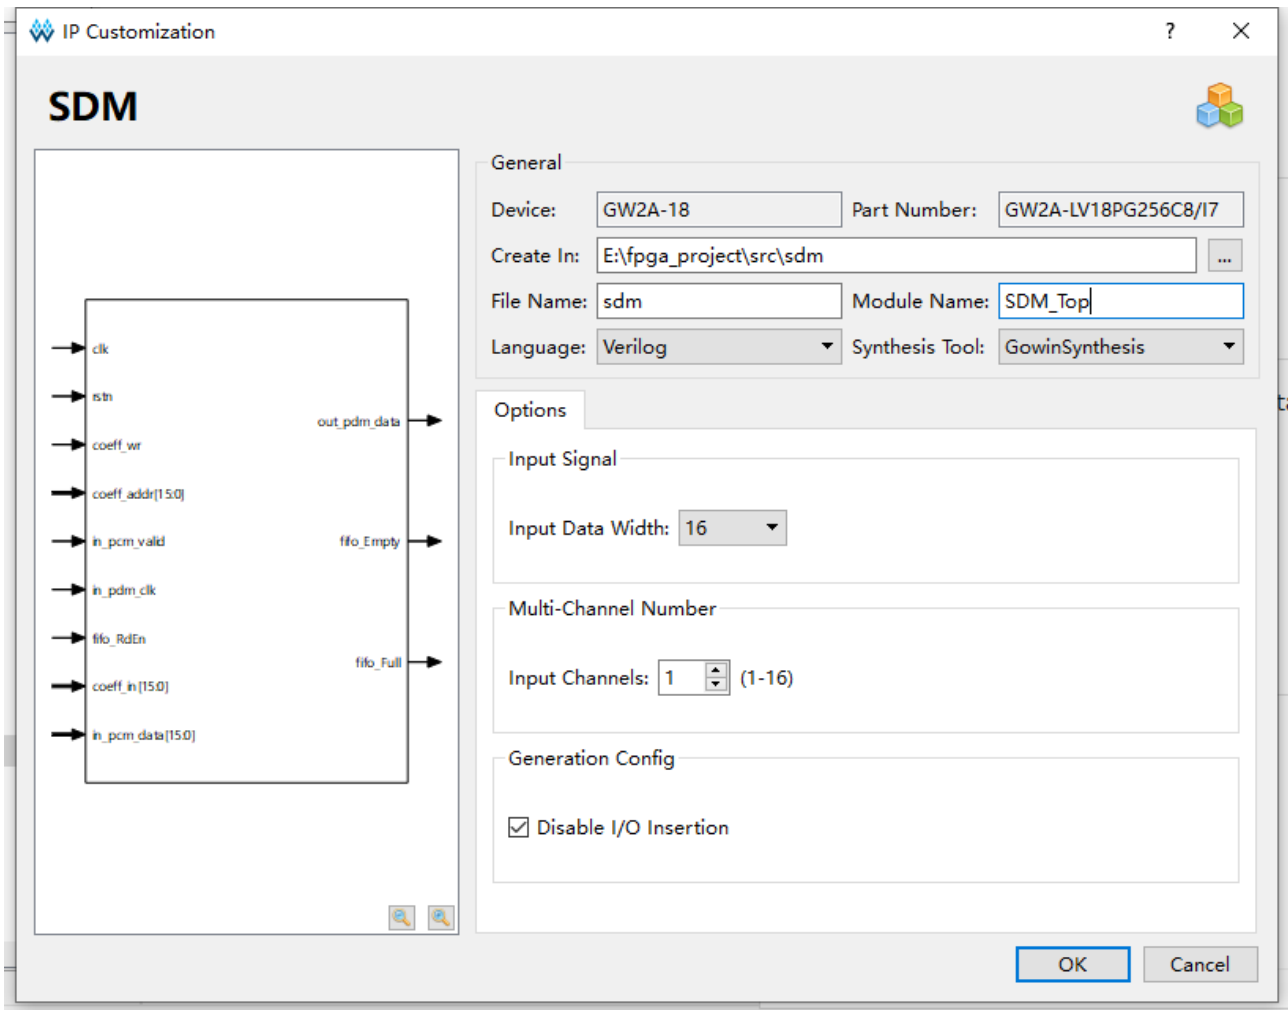 IP Customization
?
SDM
clk
rstn
coeff_wr
coeff_addr[15:0]
in_pcm_valid
in_pdm_clk
fifo_RdEn
coeff_in[15:0]
in_pcm_data[15:0]
out_pdm_data
fifo_Empty
fifo_Full
General
Device: GW2A-18 Part Number: GW2A-LV18PG256C8/I7
Create In: E:\fpga_project\src\sdm ...
File Name: sdm Module Name: SDM_Top
Language: Verilog Synthesis Tool: GowinSynthesis
Options
Input Signal
Input Data Width: 16
Multi-Channel Number
Input Channels: 1 (1-16)
Generation Config
Disable I/O Insertion
OK Cancel